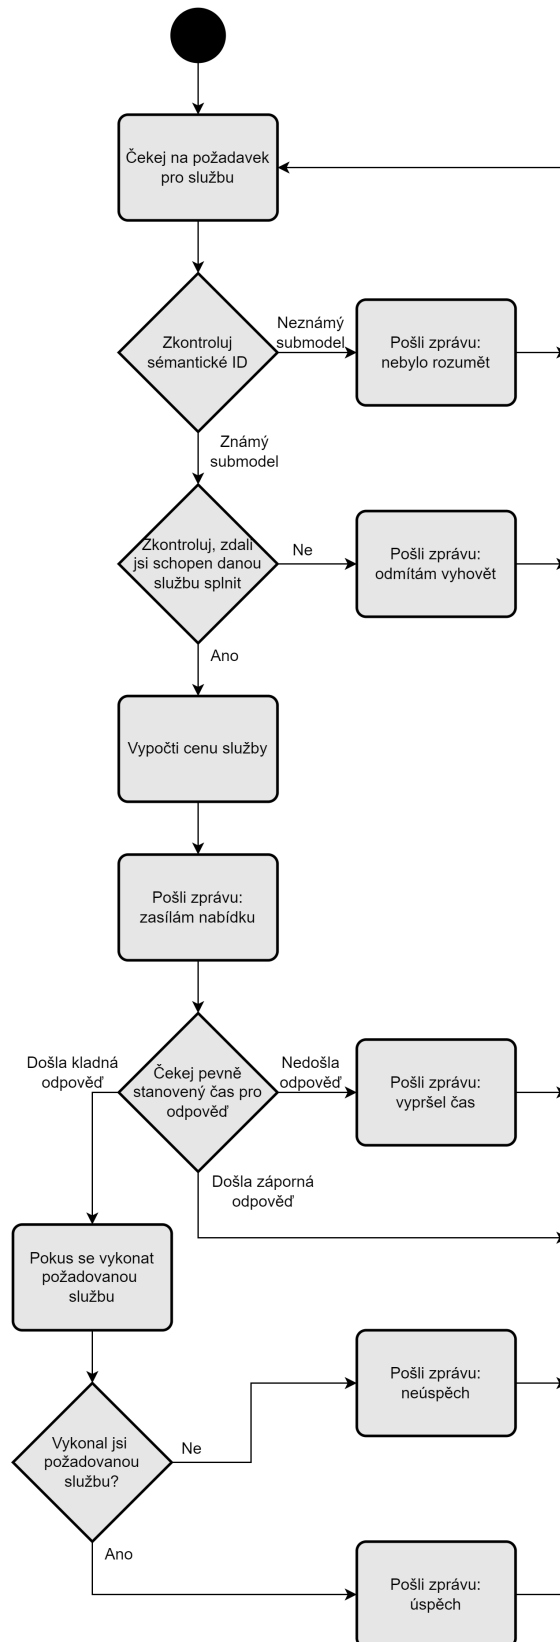 Čekej na požadavek
pro službu
Neznámý
submodel
Zkontroluj
sémantické ID
Pošli zprávu:
nebylo rozumět
Známý
submodel
Zkontroluj, zdali
jsi schopen danou
službu splnit
Ne
Pošli zprávu:
odmítám vyhovět
Ano
Vypočti cenu služby
Pošli zprávu:
zasílám nabídku
Došla kladná
odpověď
Čekej pevně
stanovený čas pro
odpověď
Nedošla
odpověď
Pošli zprávu:
vypršel čas
Došla záporná
odpověď
Pokus se vykonat
požadovanou
službu
Pošli zprávu:
neúspěch
Vykonal jsi
požadovanou
službu?
Ne
Ano
Pošli zprávu:
úspěch